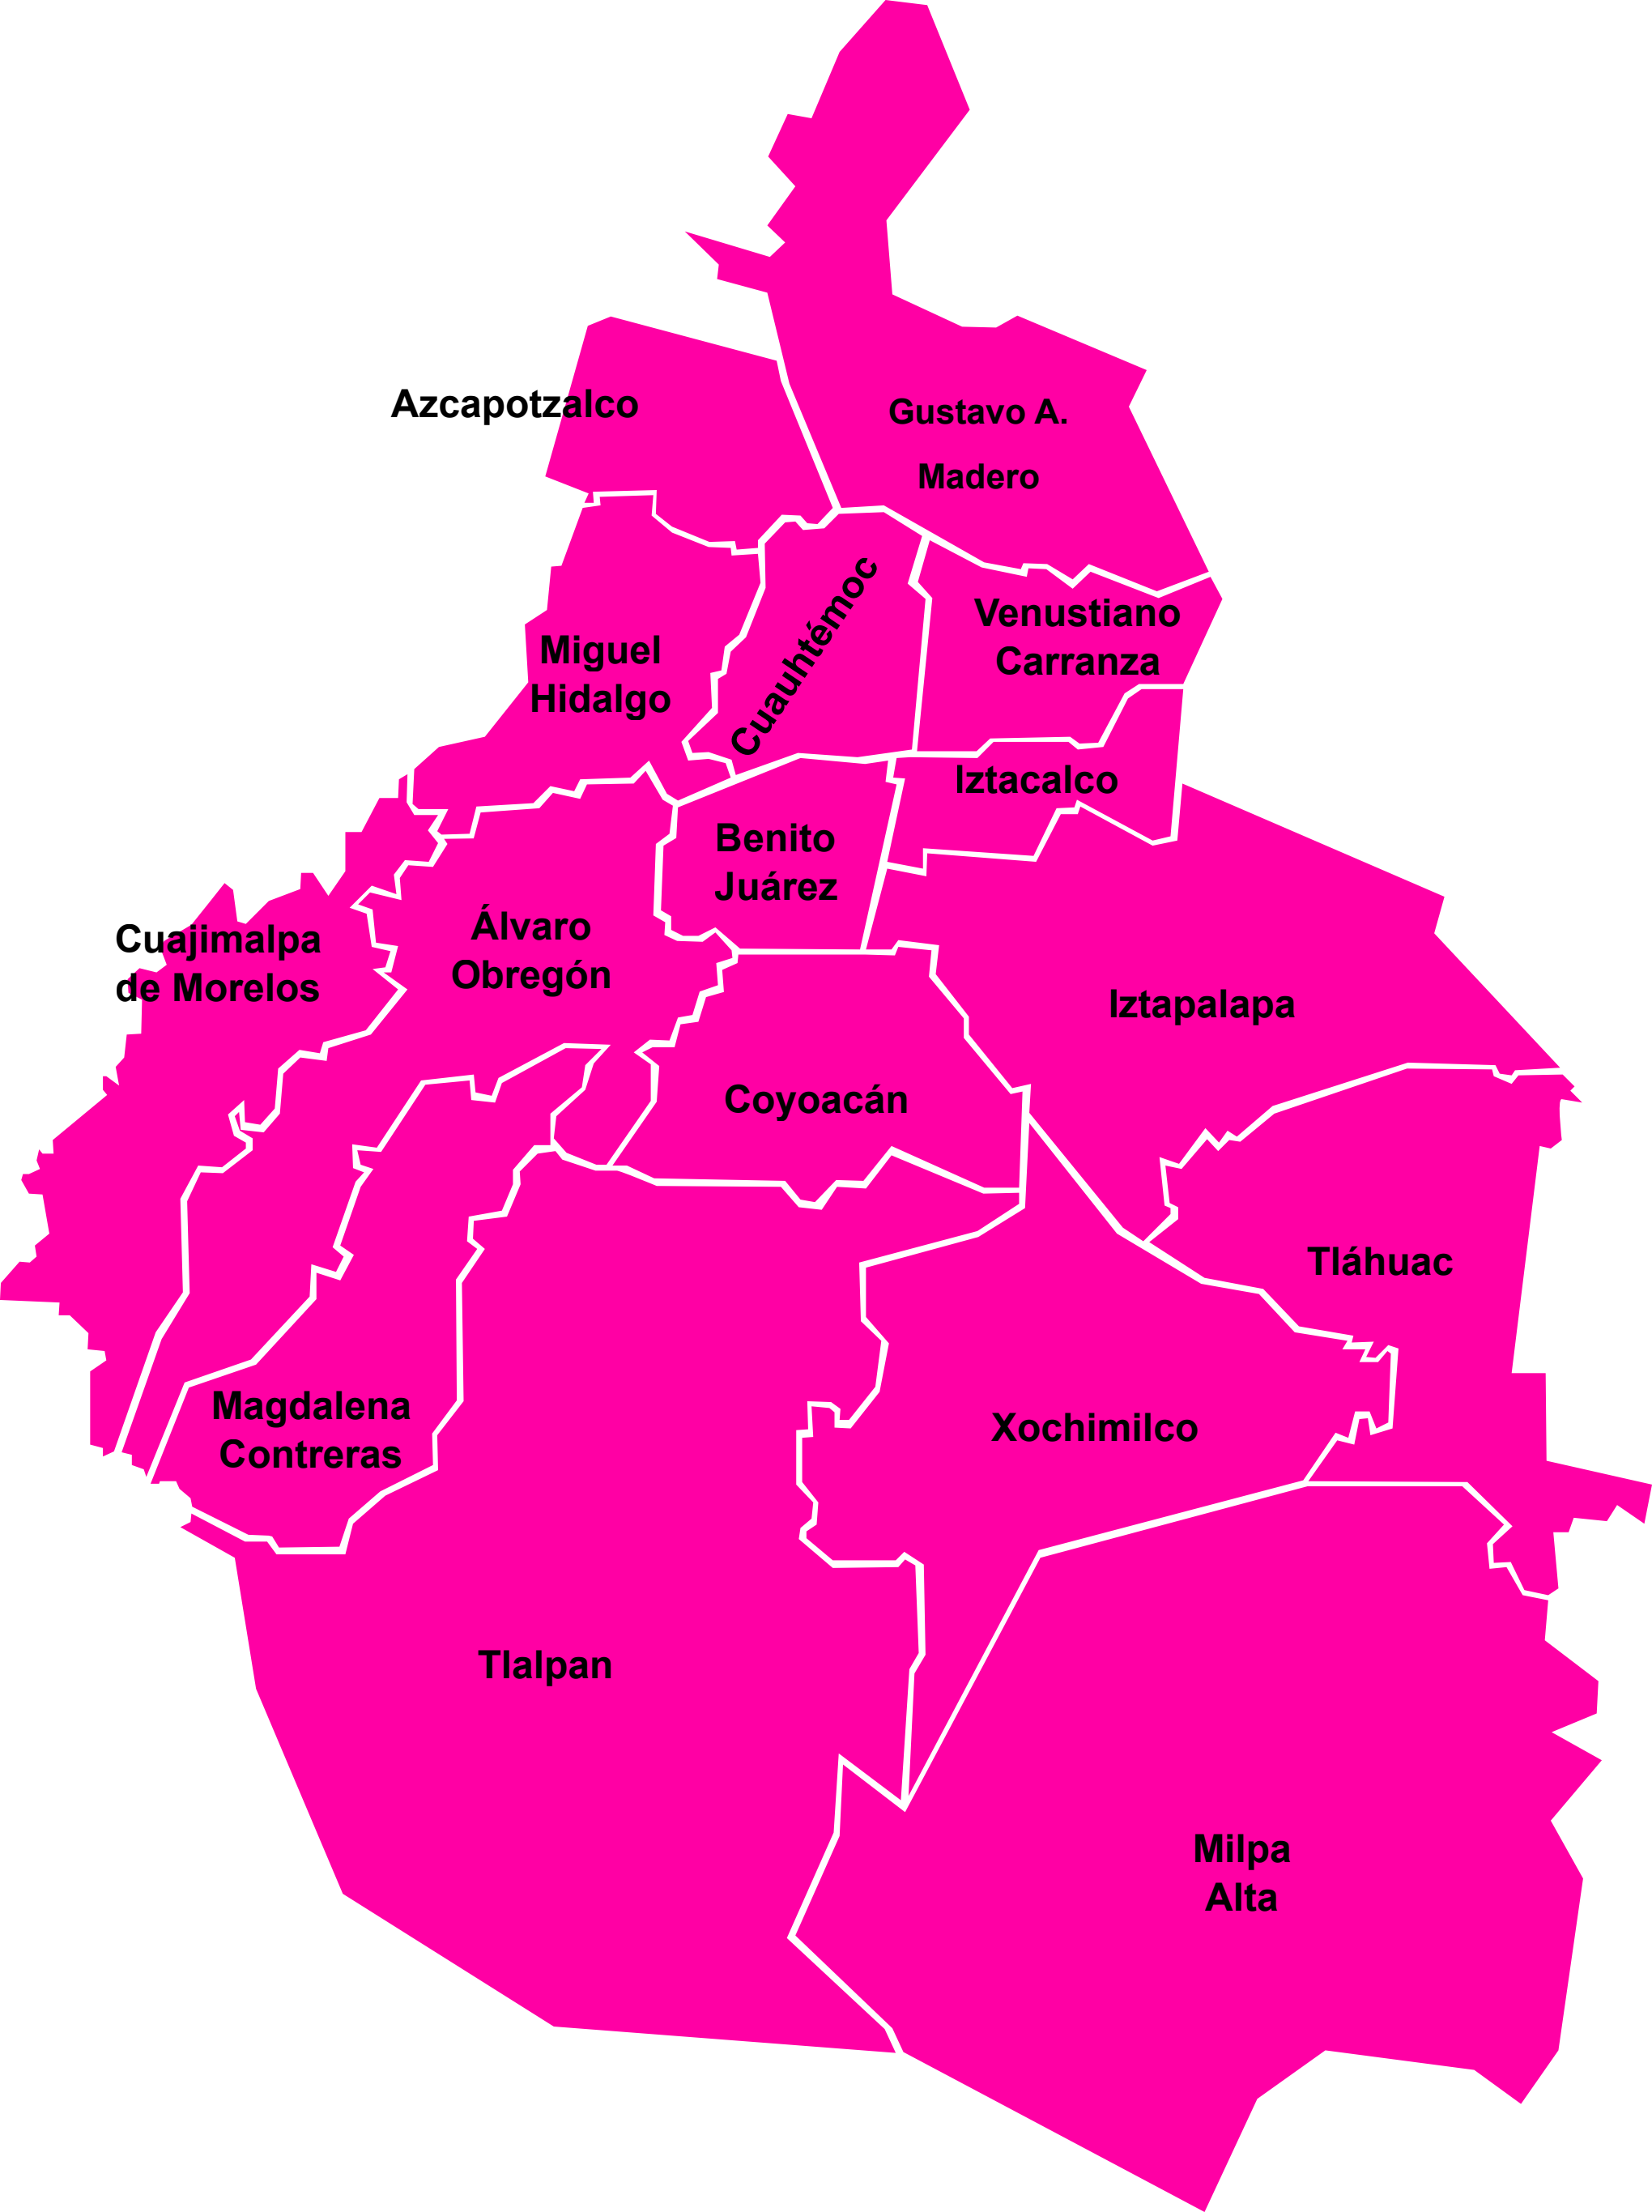 Azcapotzalco
Gustavo A.
Madero
Cuauhtémoc
Venustiano
Carranza
Miguel
Hidalgo
Iztacalco
Benito
Juárez
Álvaro
Obregón
Cuajimalpa
de Morelos
Iztapalapa
Coyoacán
Tláhuac
Magdalena
Contreras
Xochimilco
Tlalpan
Milpa
Alta